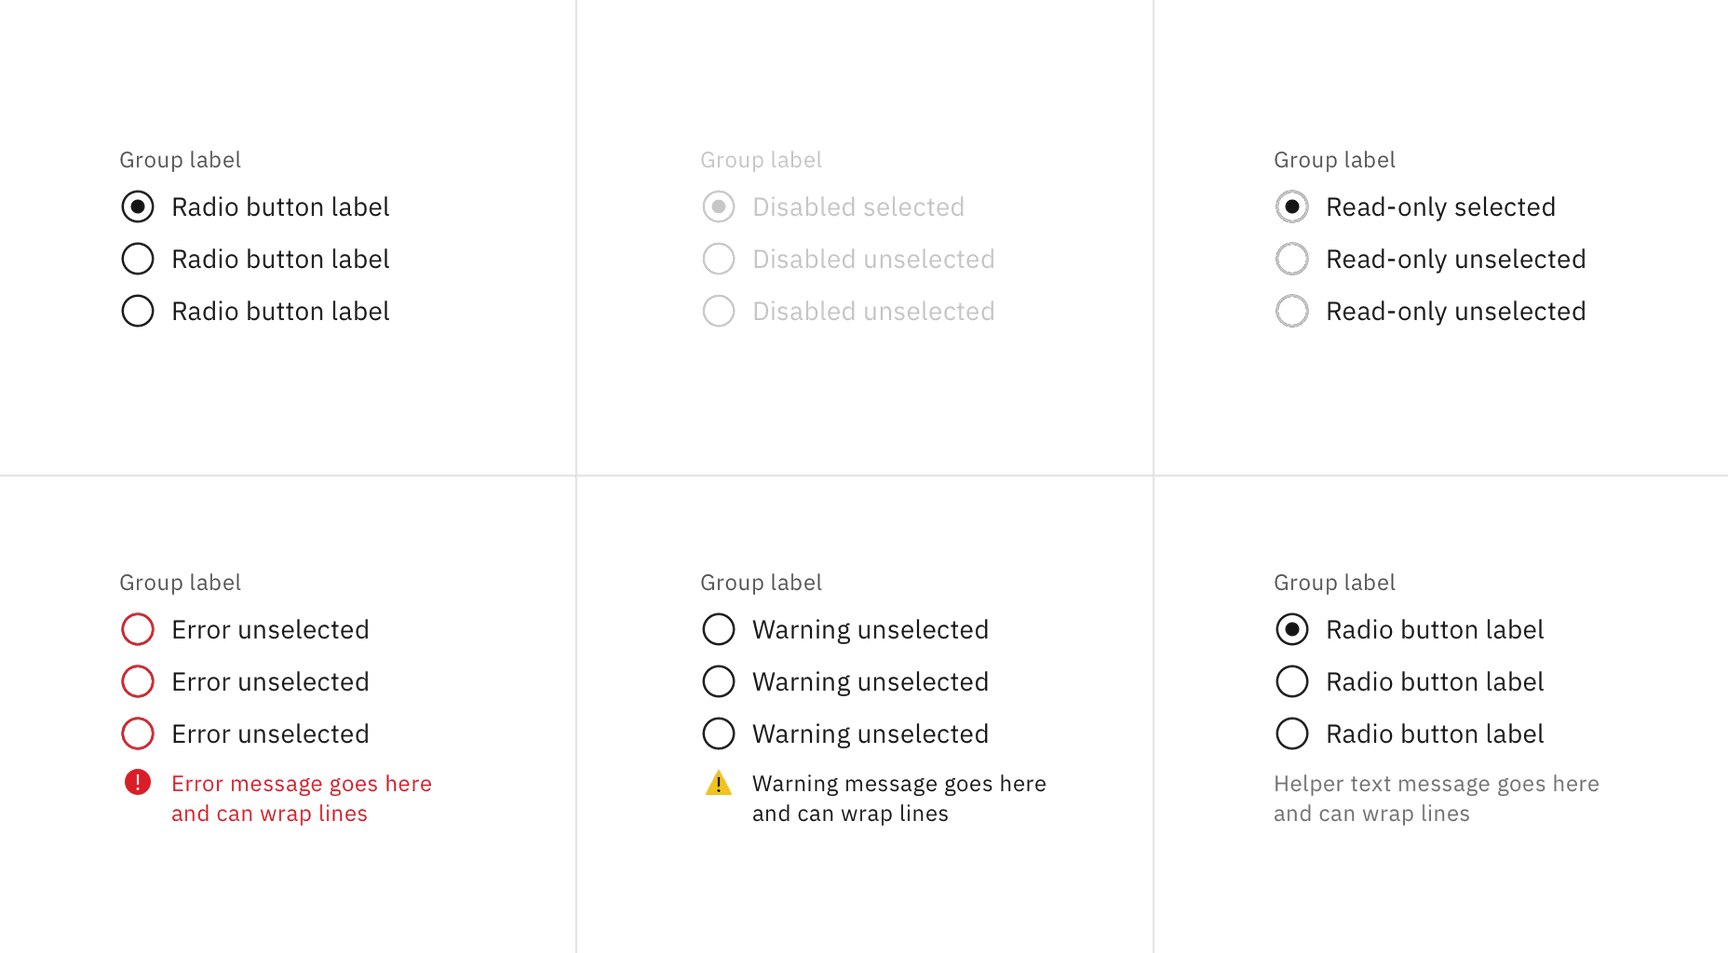 Group label
Radio button label
Radio button label
Radio button label
Group label
Disabled selected
Disabled unselected
Disabled unselected
Group label
Read-only selected
Read-only unselected
Read-only unselected
Group label
Error unselected
Error unselected
Error unselected
Error message goes here
and can wrap lines
Group label
Warning unselected
Warning unselected
Warning unselected
Warning message goes here
and can wrap lines
Group label
Radio button label
Radio button label
Radio button label
Helper text message goes here
and can wrap lines